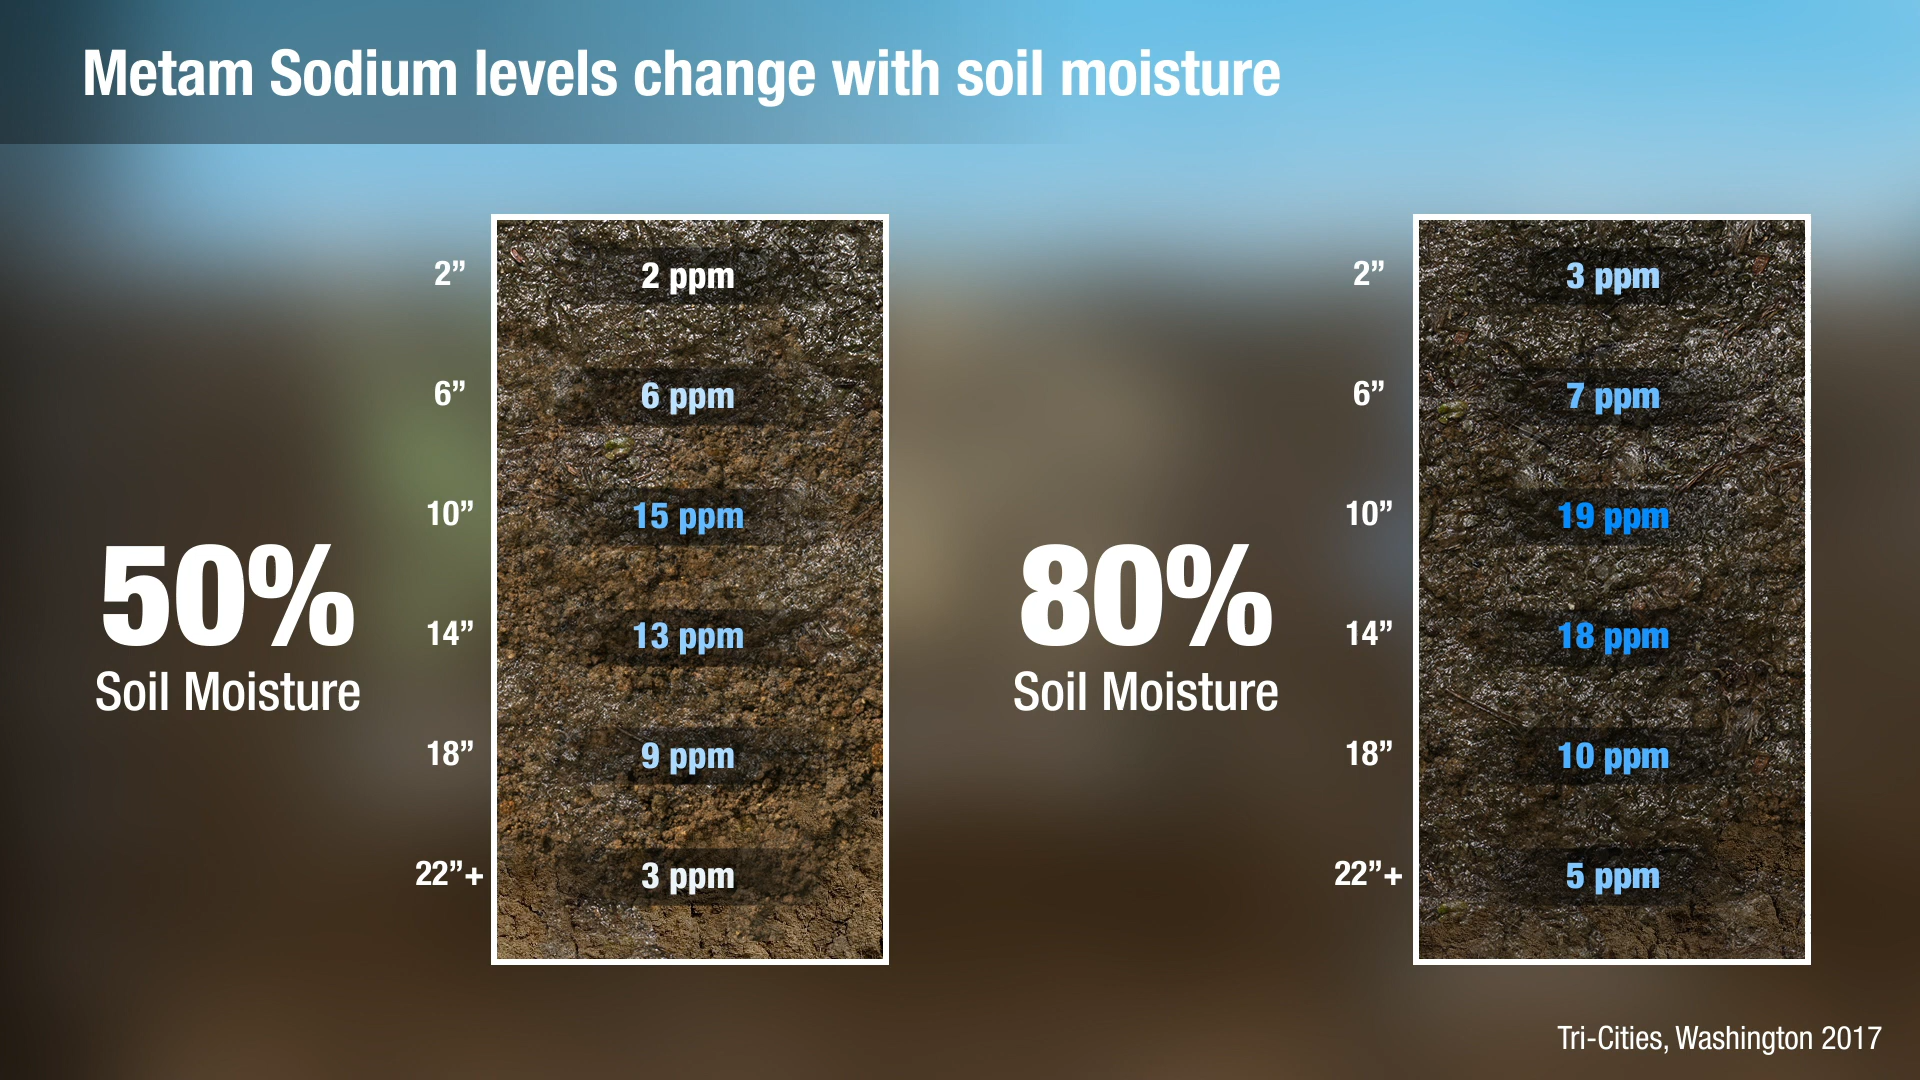 Metam Sodium levels change with soil moisture
50%
Soil Moisture
2” 2 ppm
6” 6 ppm
10” 15 ppm
14” 13 ppm
18” 9 ppm
22”+ 3 ppm
80%
Soil Moisture
2” 3 ppm
6” 7 ppm
10” 19 ppm
14” 18 ppm
18” 10 ppm
22”+ 5 ppm
Tri-Cities, Washington 2017